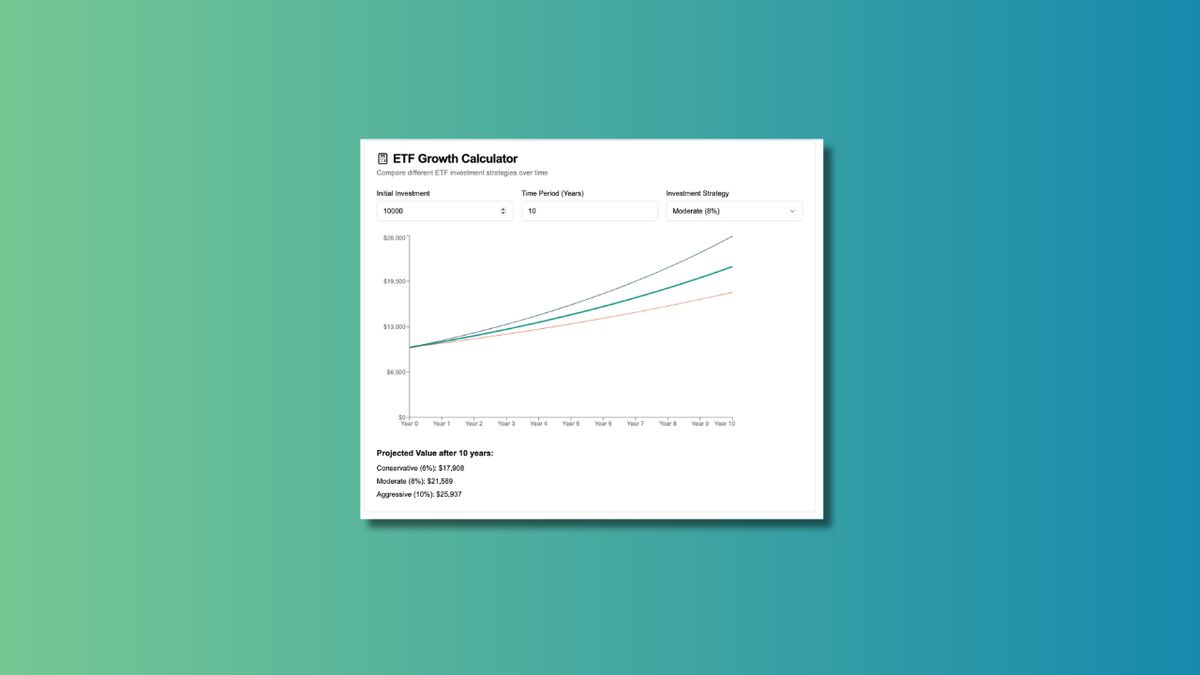 ETF Growth Calculator
Compare different ETF investment strategies over time
Initial Investment
Time Period (Years)
Investment Strategy
10000
10
Moderate (8%)
$26,000
$19,500
$13,000
$6,500
$0
Year 0 Year 1 Year 2 Year 3 Year 4 Year 5 Year 6 Year 7 Year 8 Year 9 Year 10
Projected Value after 10 years:
Conservative (6%): $17,908
Moderate (8%): $21,589
Aggressive (10%): $25,937